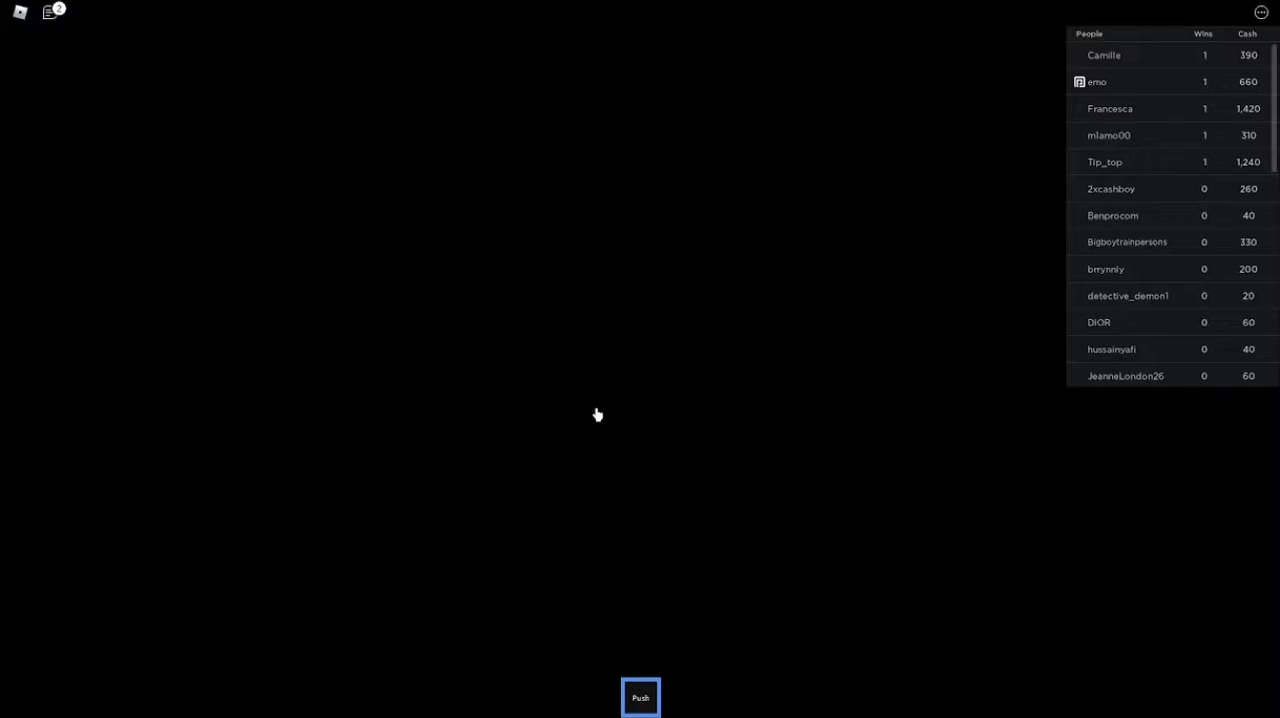 2
People Wins Cash
Camille 1 390
emo 1 660
Francesca 1 1,420
mlamo00 1 310
Tip_top 1 1,240
2xcashboy 0 260
Benprocom 0 40
Bigboytrainpersons 0 330
brrynnly 0 200
detective_demon1 0 20
DIOR 0 60
hussainyafi 0 40
JeanneLondon26 0 60
Push